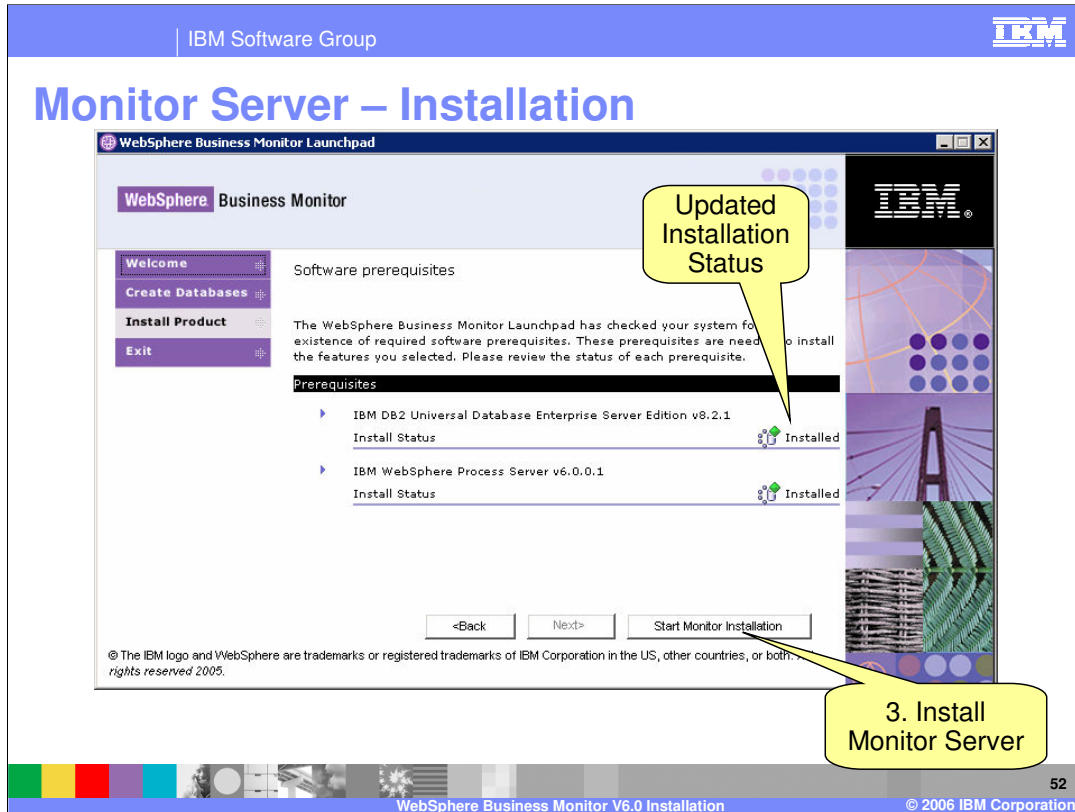 IBM Software Group
IBM
Monitor Server – Installation
WebSphere Business Monitor Launchpad
WebSphere Business Monitor
IBM®
Updated
Installation
Status
Welcome
Create Databases
Install Product
Exit
Software prerequisites
The WebSphere Business Monitor Launchpad has checked your system fo
existence of required software prerequisites. These prerequisites are need o install
the features you selected. Please review the status of each prerequisite.
Prerequisites
IBM DB2 Universal Database Enterprise Server Edition v8.2.1
Install Status Installed
IBM WebSphere Process Server v6.0.0.1
Install Status Installed
<Back Next> Start Monitor Installation
© The IBM logo and WebSphere are trademarks or registered trademarks of IBM Corporation in the US, other countries, or both.
rights reserved 2005.
3. Install
Monitor Server
52
WebSphere Business Monitor V6.0 Installation
© 2006 IBM Corporation